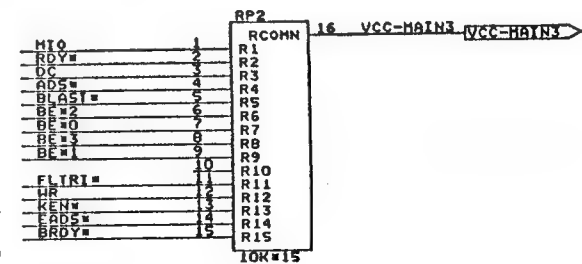 RP2
RCOMN 16 VCC-MAIN3 VCC-MAIN3
MIO 1 R1
RDY* 2 R2
DC 3 R3
ADS* 4 R4
BLAST* 5 R5
BE*2 6 R6
BE*0 7 R7
BE*3 8 R8
BE*1 9 R9
10 R10
FLTRI* 11 R11
WR 12 R12
KEN* 13 R13
EADS* 14 R14
BRDY* 15 R15
10K*15